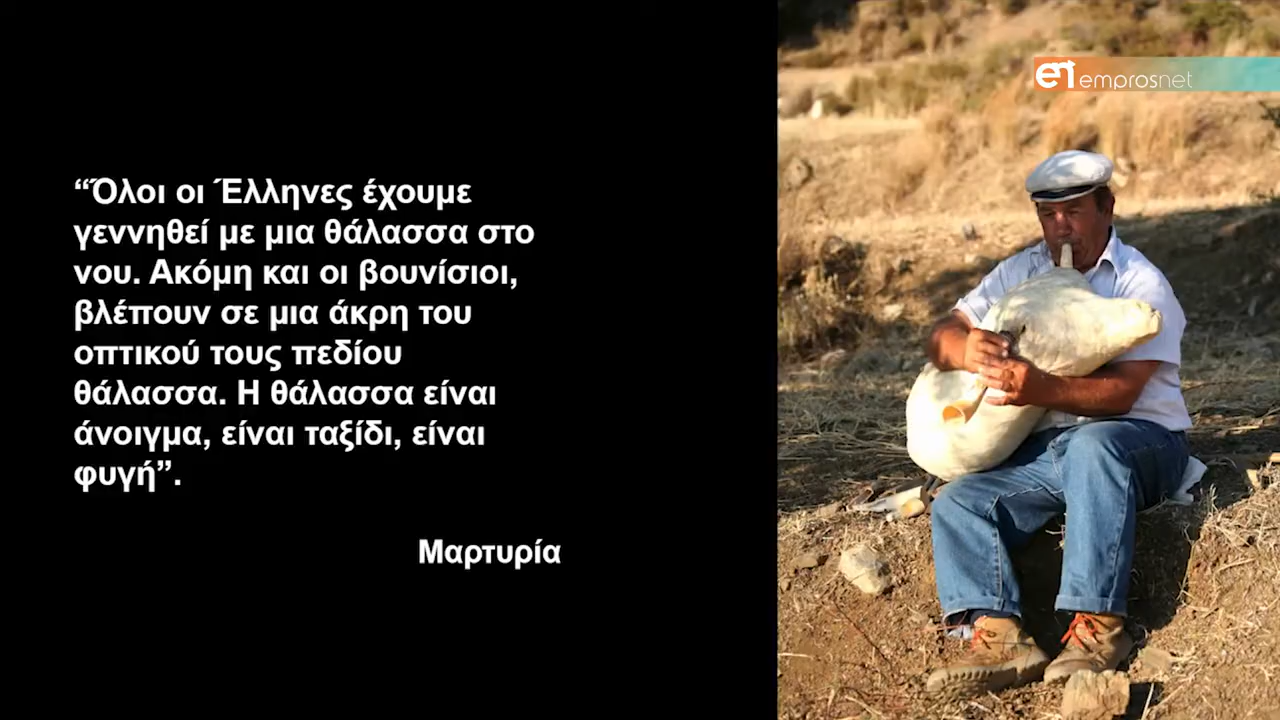 “Όλοι οι Έλληνες έχουμε
γεννηθεί με μια θάλασσα στο
νου. Ακόμη και οι βουνίσιοι,
βλέπουν σε μια άκρη του
οπτικού τους πεδίου
θάλασσα. Η θάλασσα είναι
άνοιγμα, είναι ταξίδι, είναι
φυγή”.
Μαρτυρία
en emprosnet